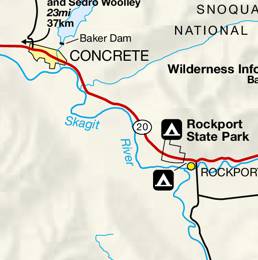 and Sedro Woolley
23mi
37km
SNOQUA
NATIONAL
Baker Dam
CONCRETE
Wilderness Info
Ba
Skagit
River
20
Rockport
State Park
ROCKPORT